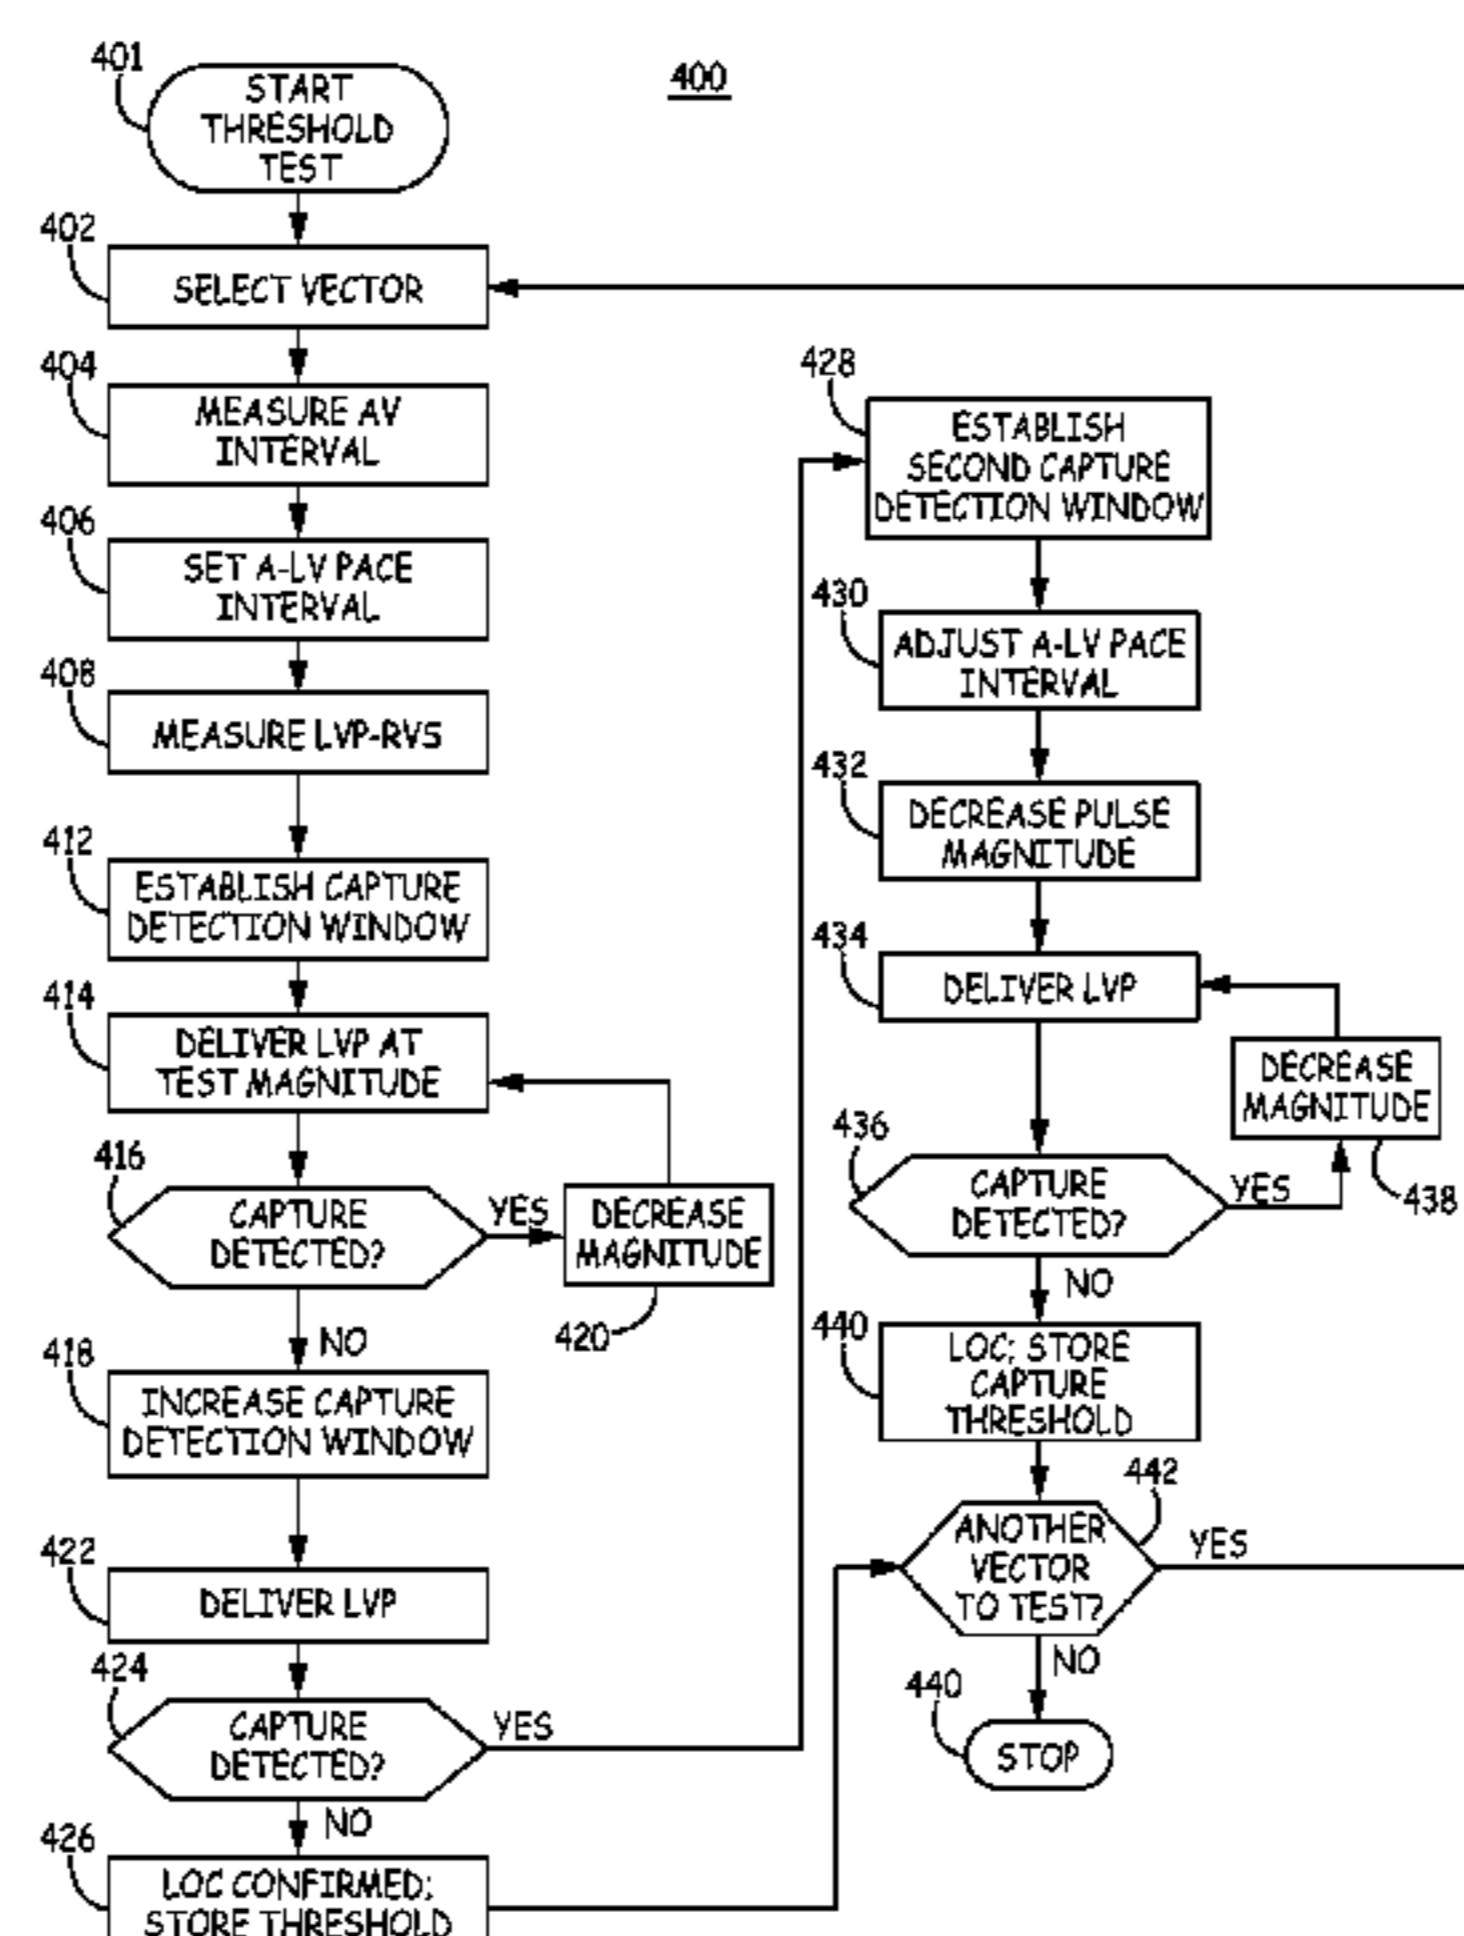 400
401
START
THRESHOLD
TEST
402
SELECT VECTOR
404
MEASURE AV
INTERVAL
406
SET A-LV PACE
INTERVAL
408
MEASURE LVP-RVS
412
ESTABLISH CAPTURE
DETECTION WINDOW
414
DELIVER LVP AT
TEST MAGNITUDE
416
CAPTURE
DETECTED?
YES
DECREASE
MAGNITUDE
420
NO
418
INCREASE CAPTURE
DETECTION WINDOW
422
DELIVER LVP
424
CAPTURE
DETECTED?
YES
NO
426
LOC CONFIRMED;
STORE THRESHOLD
428
ESTABLISH
SECOND CAPTURE
DETECTION WINDOW
430
ADJUST A-LV PACE
INTERVAL
432
DECREASE PULSE
MAGNITUDE
434
DELIVER LVP
DECREASE
MAGNITUDE
438
436
CAPTURE
DETECTED?
YES
NO
440
LOC; STORE
CAPTURE
THRESHOLD
442
ANOTHER
VECTOR
TO TEST?
YES
NO
440
STOP